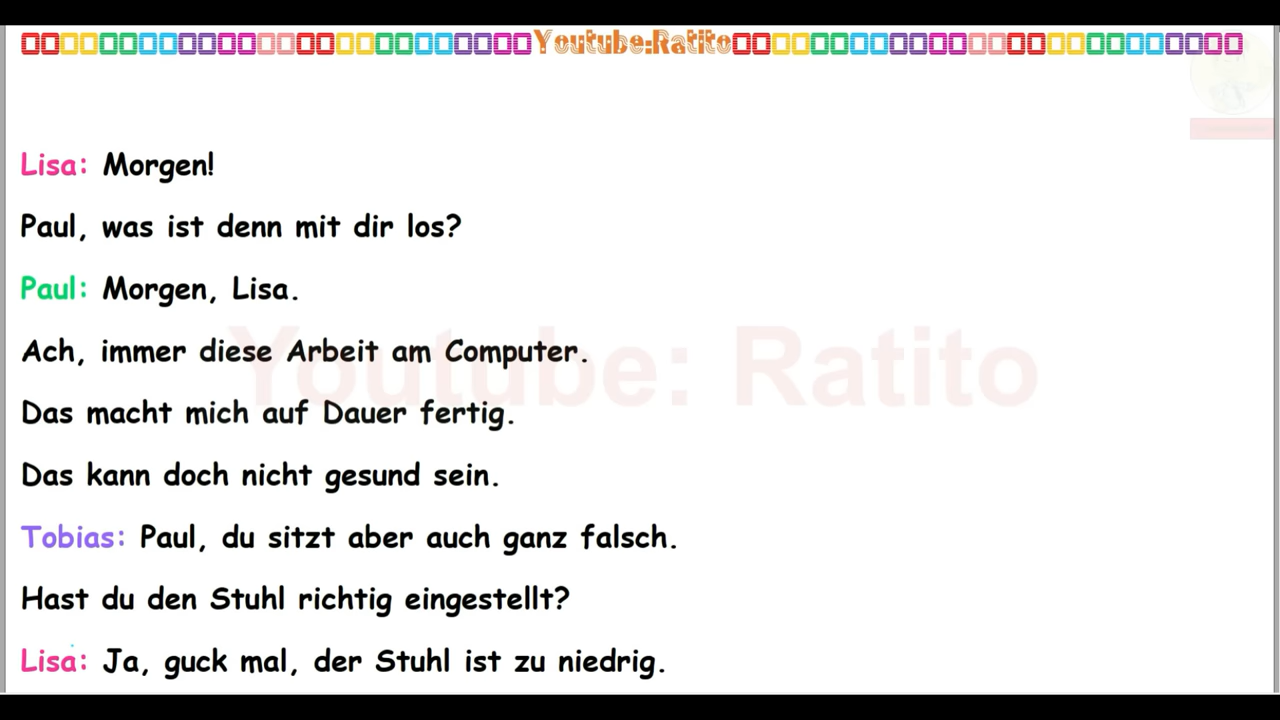 Youtube:Ratito
Lisa: Morgen!
Paul, was ist denn mit dir los?
Paul: Morgen, Lisa.
Ach, immer diese Arbeit am Computer.
Youtube: Ratito
Das macht mich auf Dauer fertig.
Das kann doch nicht gesund sein.
Tobias: Paul, du sitzt aber auch ganz falsch.
Hast du den Stuhl richtig eingestellt?
Lisa: Ja, guck mal, der Stuhl ist zu niedrig.